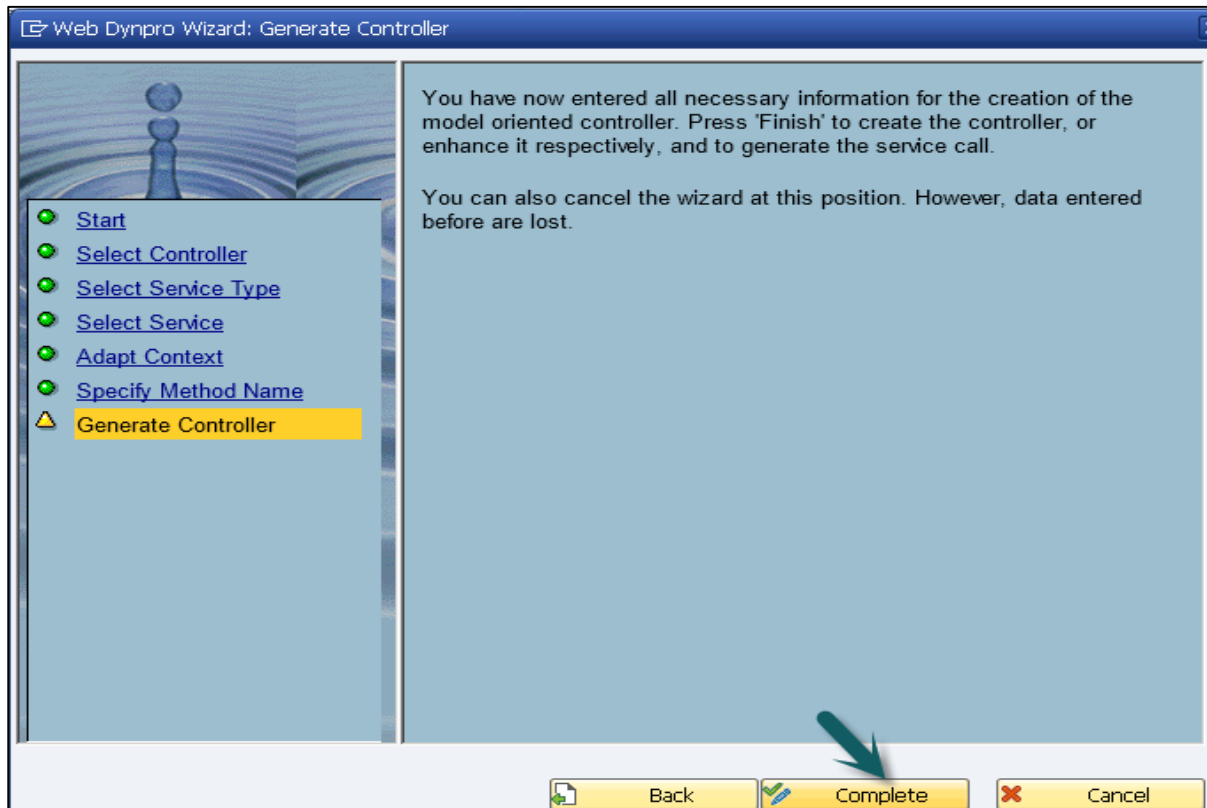 Web Dynpro Wizard: Generate Controller
Start
Select Controller
Select Service Type
Select Service
Adapt Context
Specify Method Name
Generate Controller
You have now entered all necessary information for the creation of the
model oriented controller. Press 'Finish' to create the controller, or
enhance it respectively, and to generate the service call.
You can also cancel the wizard at this position. However, data entered
before are lost.
Back
Complete
Cancel